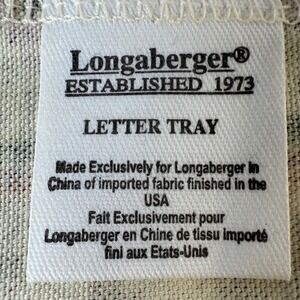 Longaberger®
ESTABLISHED 1973
LETTER TRAY
Made Exclusively for Longaberger in
China of imported fabric finished in the
USA
Fait Exclusivement pour
Longaberger en Chine de tissu importé
fini aux Etats-Unis